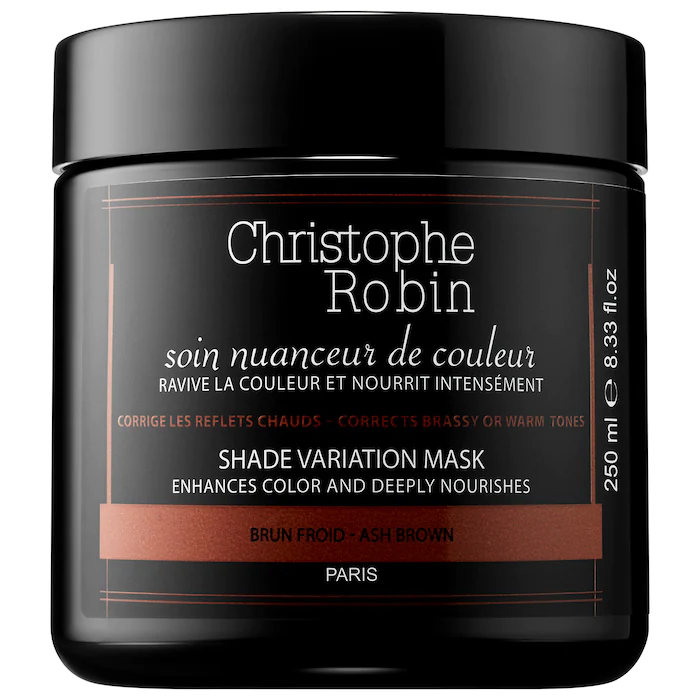 Christophe
Robin
soin nuanceur de couleur
RAVIVE LA COULEUR ET NOURRIT INTENSÉMENT
CORRIGE LES REFLETS CHAUDS - CORRECTS BRASSY OR WARM TONES
SHADE VARIATION MASK
ENHANCES COLOR AND DEEPLY NOURISHES
BRUN FROID - ASH BROWN
PARIS
250 ml ℮ 8.33 fl.oz